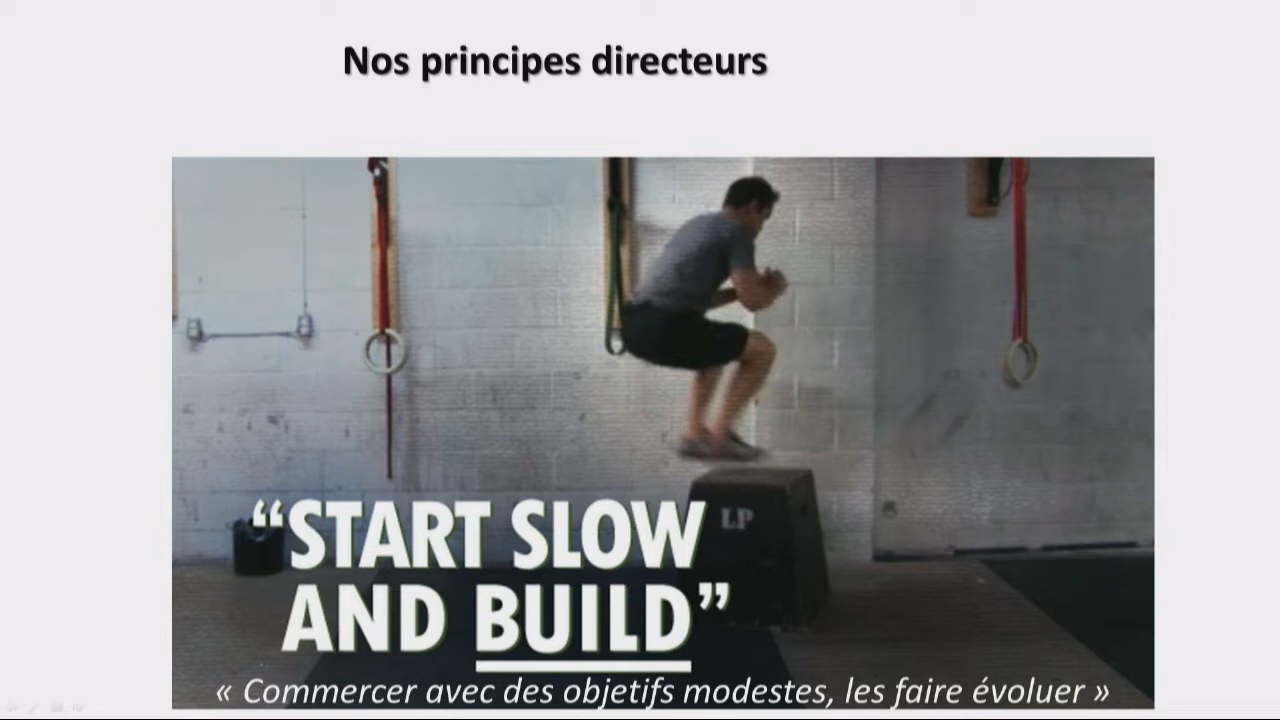 Nos principes directeurs
LP
“START SLOW
AND BUILD”
« Commercer avec des objetifs modestes, les faire évoluer »